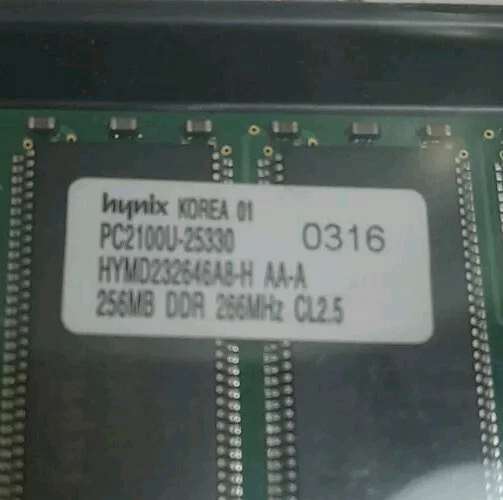 hynix KOREA 01
PC2100U-25330 0316
HYMD232646A8-H AA-A
256MB DDR 266MHz CL2.5